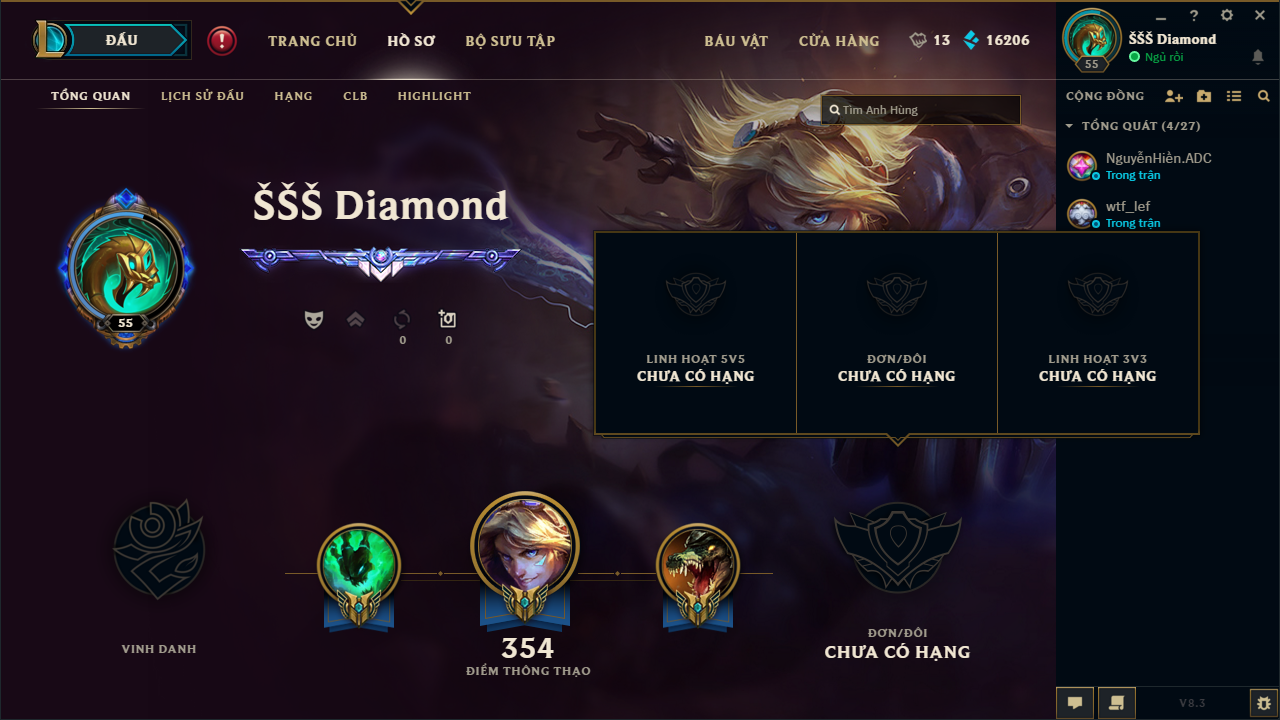 ĐẤU
TRANG CHỦ
HỒ SƠ
BỘ SƯU TẬP
BÁU VẬT
CỬA HÀNG
13
16206
55
ŠŠŠ Diamond
Ngủ rồi
TỔNG QUAN
LỊCH SỬ ĐẤU
HẠNG
CLB
HIGHLIGHT
Tìm Anh Hùng
CỘNG ĐỒNG
TỔNG QUÁT (4/27)
NguyễnHiền.ADC
Trong trận
wtf_lef
Trong trận
ŠŠŠ Diamond
55
0
0
LINH HOẠT 5V5
CHƯA CÓ HẠNG
ĐƠN/ĐÔI
CHƯA CÓ HẠNG
LINH HOẠT 3V3
CHƯA CÓ HẠNG
VINH DANH
354
ĐIỂM THÔNG THẠO
ĐƠN/ĐÔI
CHƯA CÓ HẠNG
V8.3